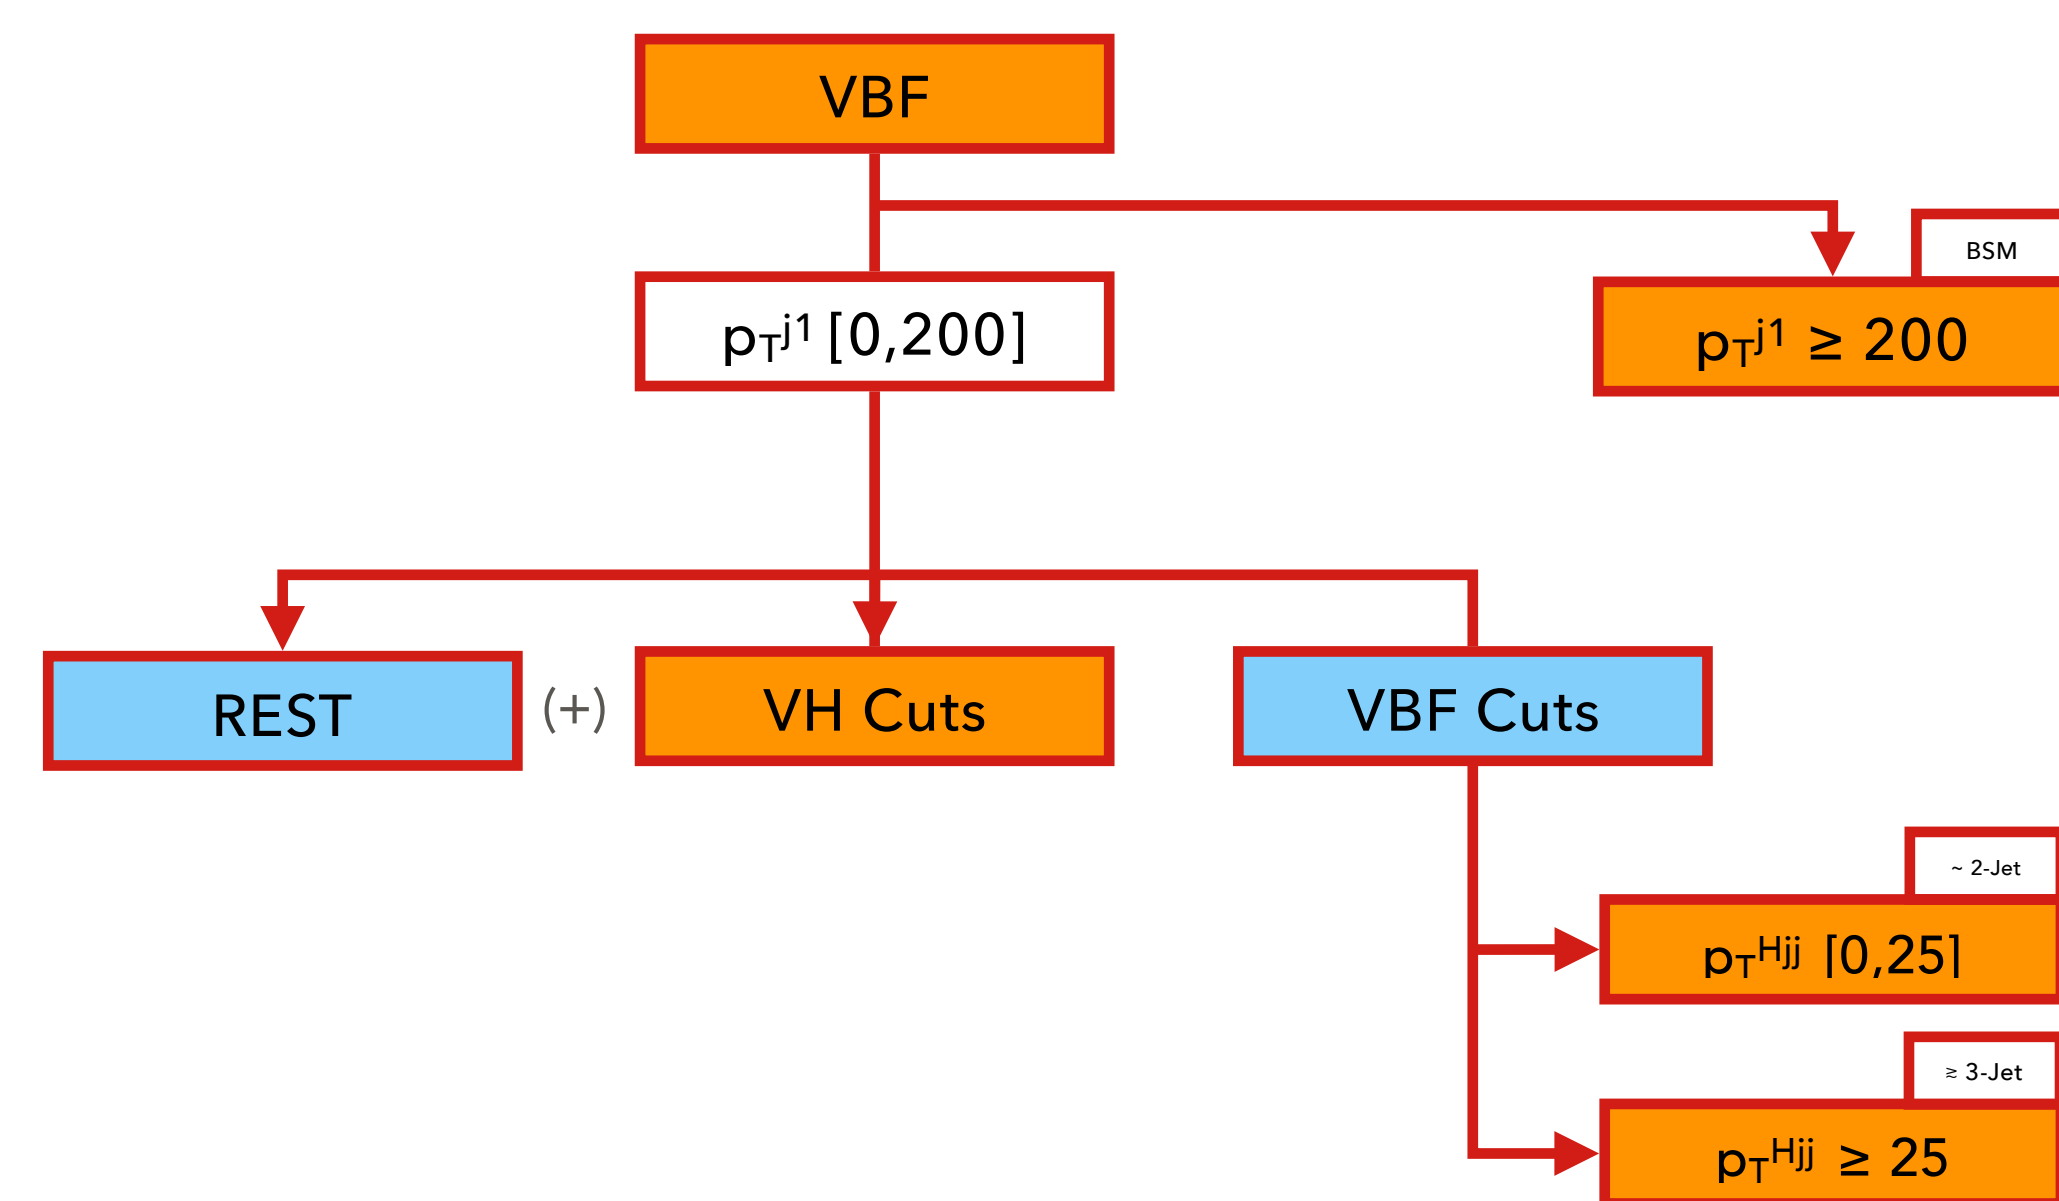 VBF
BSM
pTj1 [0,200]
pTj1 ≥ 200
REST
(+)
VH Cuts
VBF Cuts
~ 2-Jet
pTHjj [0,25]
≳ 3-Jet
pTHjj ≥ 25